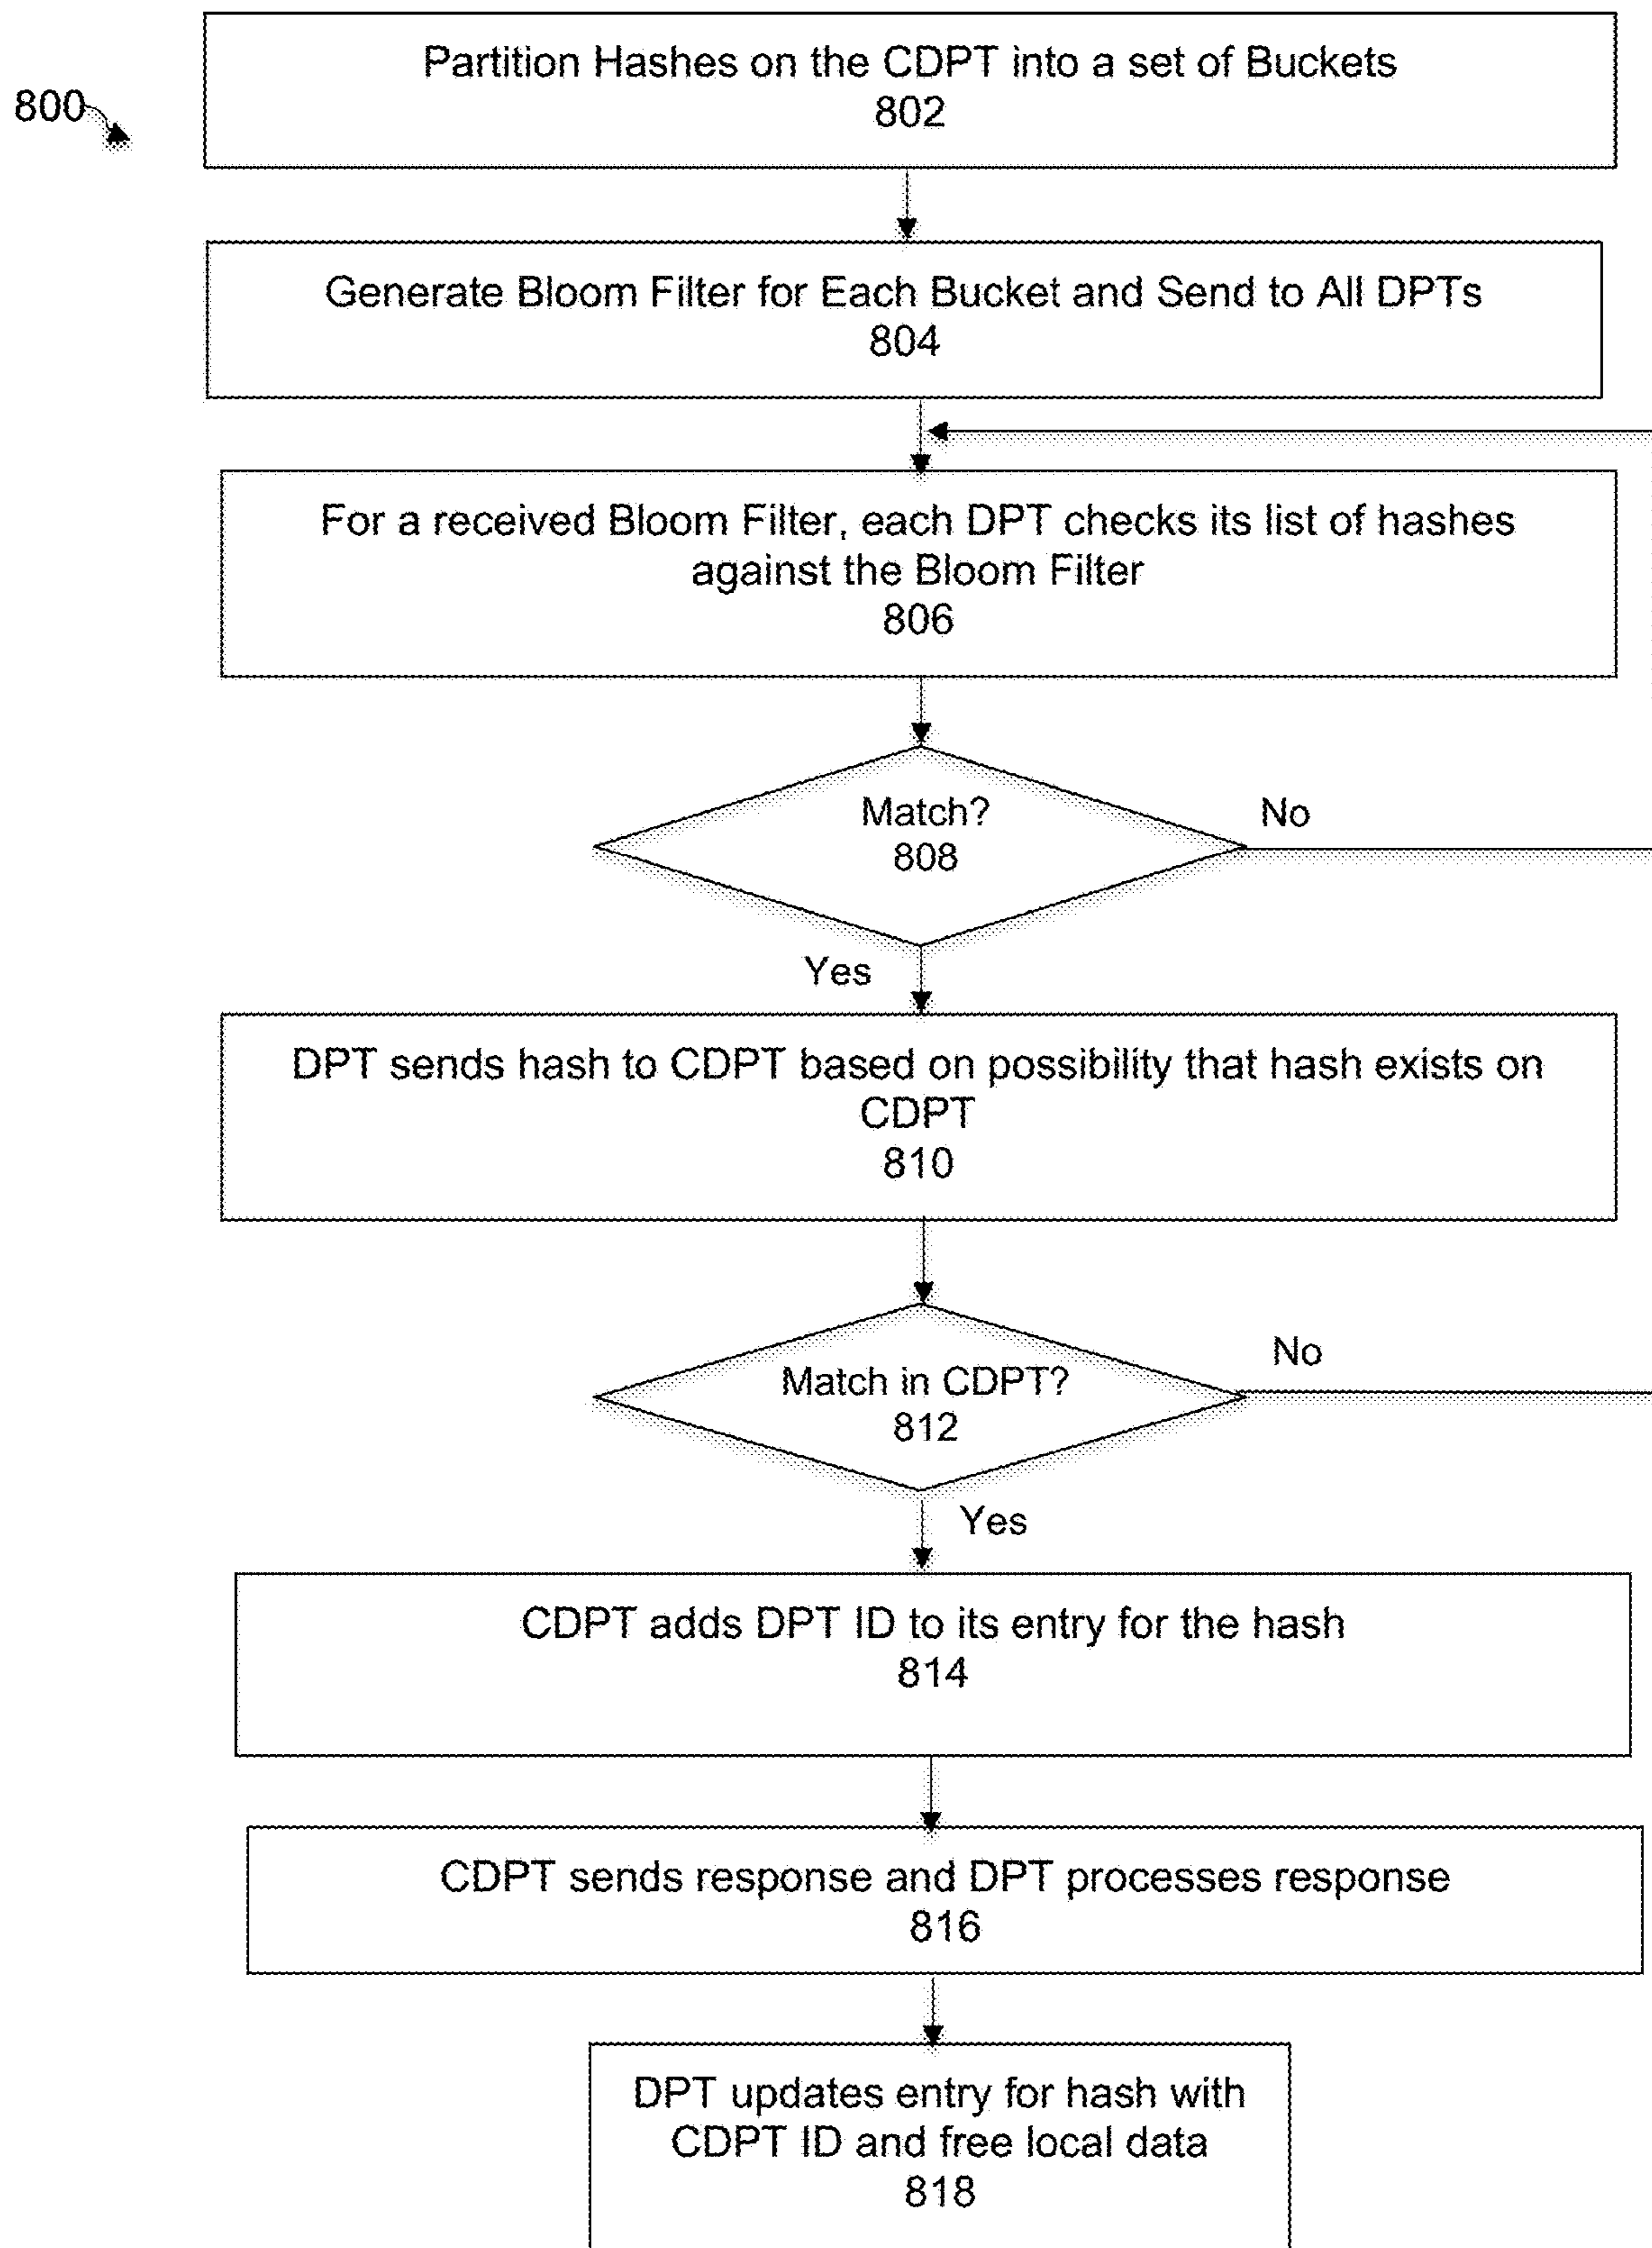 Partition Hashes on the CDPT into a set of Buckets
802
800
Generate Bloom Filter for Each Bucket and Send to All DPTs
804
For a received Bloom Filter, each DPT checks its list of hashes
against the Bloom Filter
806
Match?
808
No
Yes
DPT sends hash to CDPT based on possibility that hash exists on
CDPT
810
Match in CDPT?
812
No
Yes
CDPT adds DPT ID to its entry for the hash
814
CDPT sends response and DPT processes response
816
DPT updates entry for hash with
CDPT ID and free local data
818